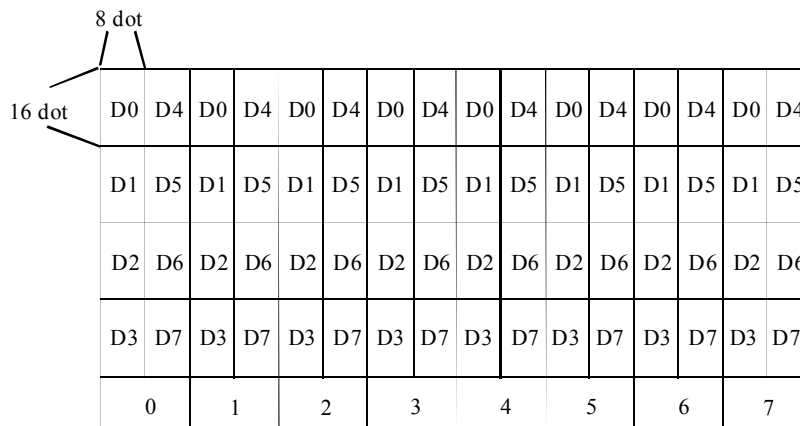 8 dot
16 dot
D0 D4 D0 D4 D0 D4 D0 D4 D0 D4 D0 D4 D0 D4 D0 D4
D1 D5 D1 D5 D1 D5 D1 D5 D1 D5 D1 D5 D1 D5 D1 D5
D2 D6 D2 D6 D2 D6 D2 D6 D2 D6 D2 D6 D2 D6 D2 D6
D3 D7 D3 D7 D3 D7 D3 D7 D3 D7 D3 D7 D3 D7 D3 D7
0 1 2 3 4 5 6 7